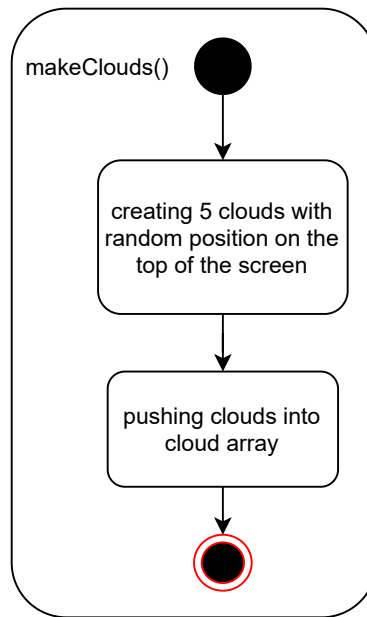 makeClouds()
creating 5 clouds with
random position on the
top of the screen
pushing clouds into
cloud array